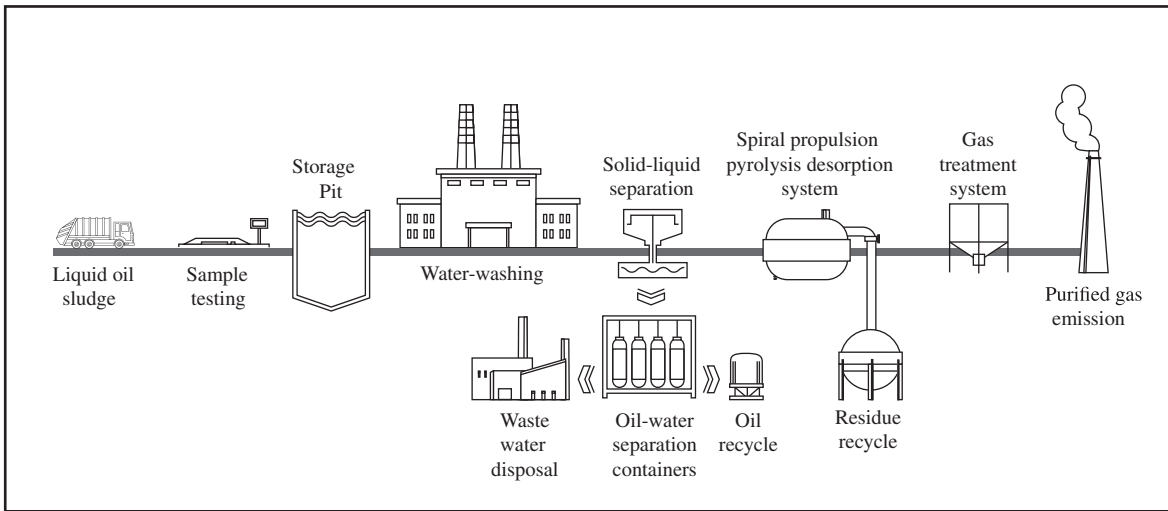 Liquid oil
sludge
Sample
testing
Storage
Pit
Water-washing
Solid-liquid
separation
Spiral propulsion
pyrolysis desorption
system
Gas
treatment
system
Purified gas
emission
Waste
water
disposal
Oil-water
separation
containers
Oil
recycle
Residue
recycle